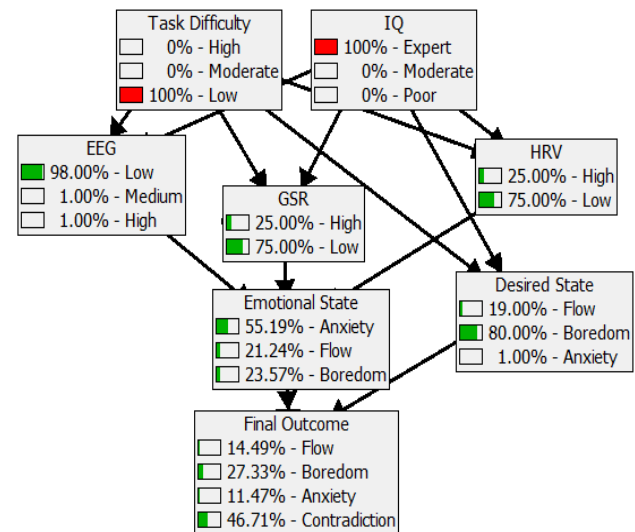 Task Difficulty
0% - High
0% - Moderate
100% - Low
IQ
100% - Expert
0% - Moderate
0% - Poor
EEG
98.00% - Low
1.00% - Medium
1.00% - High
GSR
25.00% - High
75.00% - Low
HRV
25.00% - High
75.00% - Low
Emotional State
55.19% - Anxiety
21.24% - Flow
23.57% - Boredom
Desired State
19.00% - Flow
80.00% - Boredom
1.00% - Anxiety
Final Outcome
14.49% - Flow
27.33% - Boredom
11.47% - Anxiety
46.71% - Contradiction